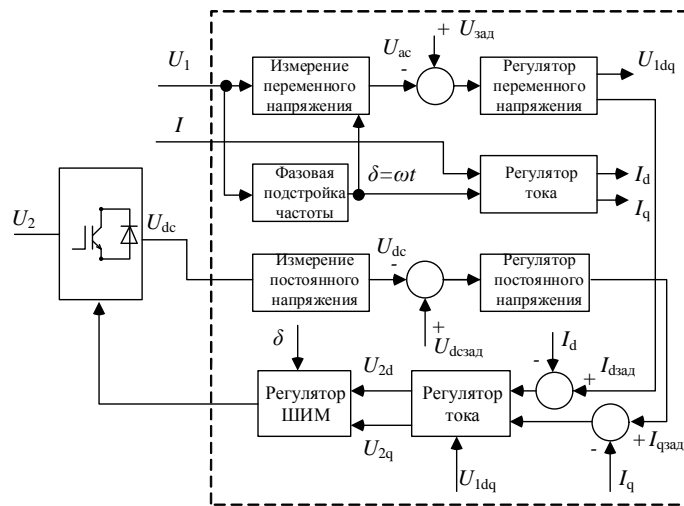 + Uзад
U1
Измерение
переменного
напряжения
Uac
-
Регулятор
переменного
напряжения
U1dq
I
Фазовая
подстройка
частоты
δ=ωt
Регулятор
тока
Id
Iq
U2
Udc
Измерение
постоянного
напряжения
Udc
-
+
Udcзад
Регулятор
постоянного
напряжения
δ
Регулятор
ШИМ
U2d
U2q
Регулятор
тока
U1dq
Id
-
+ Idзад
+ Iqзад
-
Iq